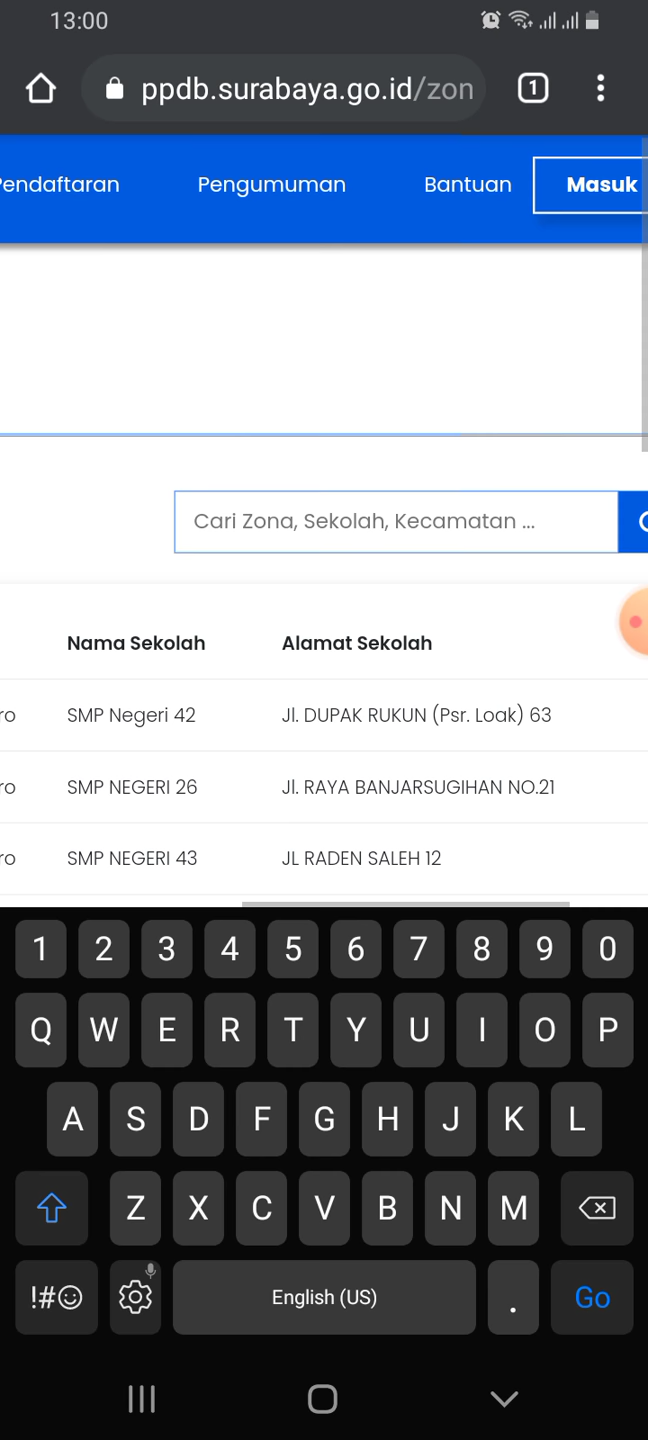 13:00
ppdb.surabaya.go.id/zon
Pendaftaran Pengumuman Bantuan Masuk
Cari Zona, Sekolah, Kecamatan ...
Nama Sekolah Alamat Sekolah
ro SMP Negeri 42 Jl. DUPAK RUKUN (Psr. Loak) 63
ro SMP NEGERI 26 Jl. RAYA BANJARSUGIHAN NO.21
ro SMP NEGERI 43 JL RADEN SALEH 12
1 2 3 4 5 6 7 8 9 0
Q W E R T Y U I O P
A S D F G H J K L
Z X C V B N M
!#☺ English (US) . Go